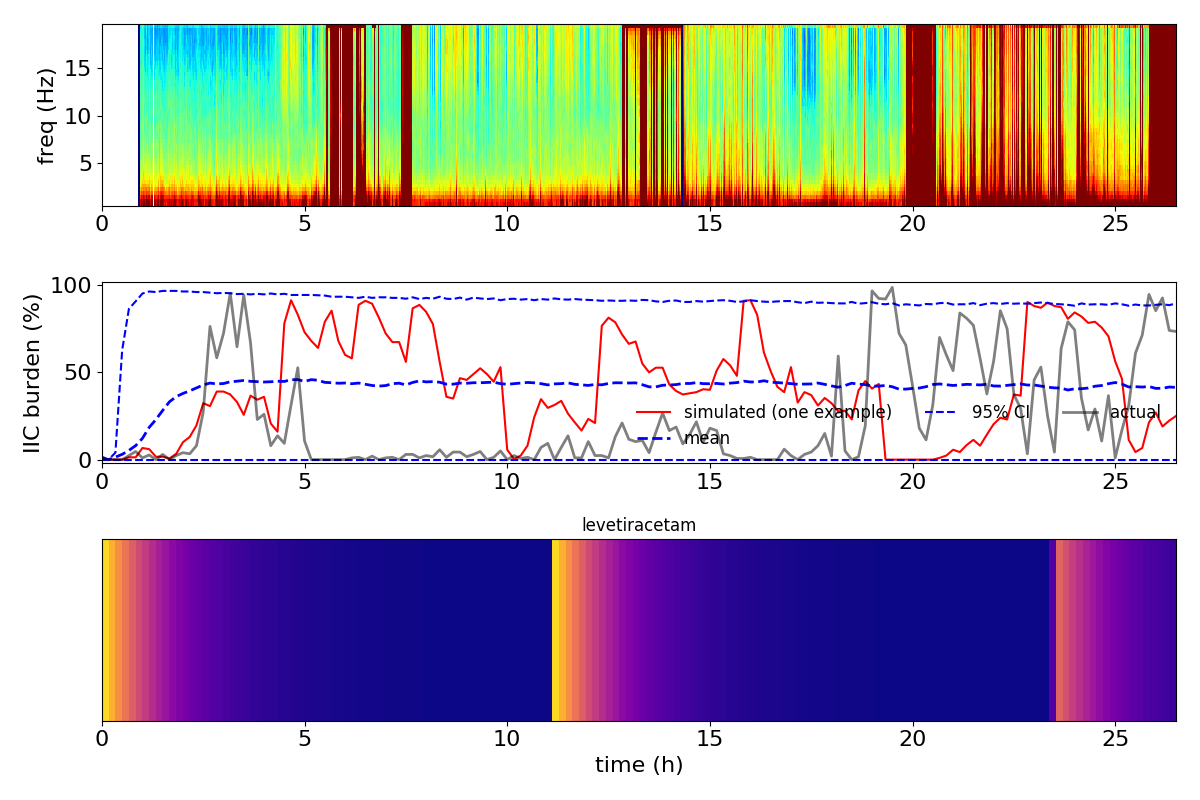 freq (Hz)
15
10
5
0 5 10 15 20 25
IIC burden (%)
100
50
0
simulated (one example) 95% CI actual
mean
0 5 10 15 20 25
levetiracetam
0 5 10 15 20 25
time (h)